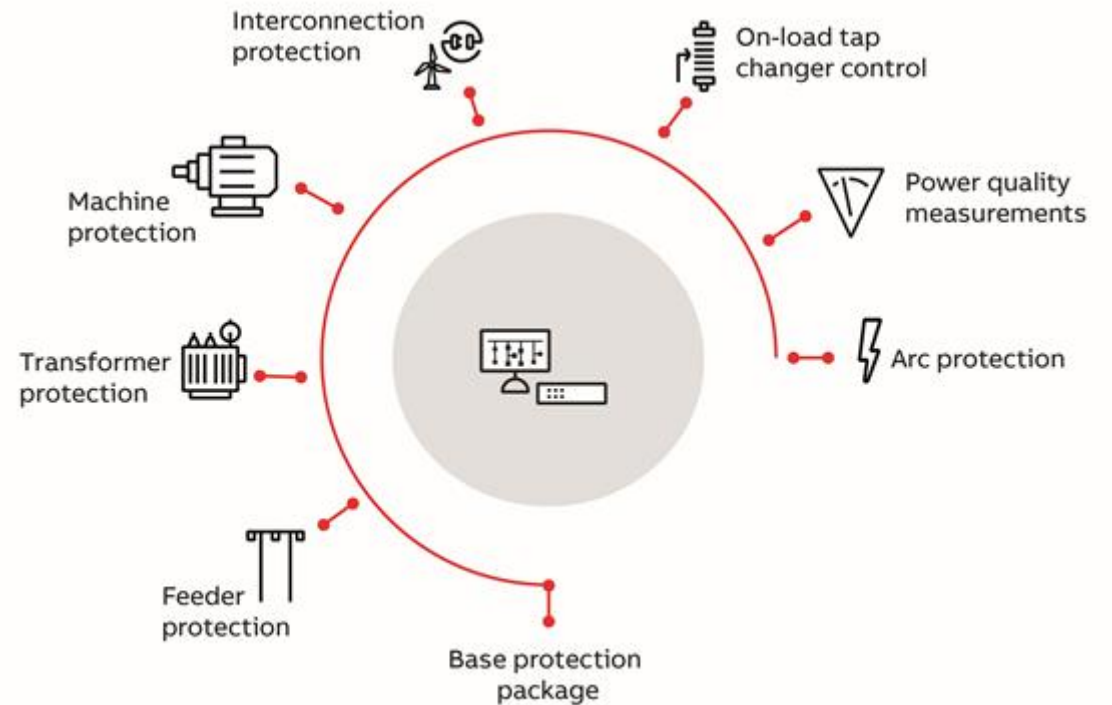 Interconnection
protection
On-load tap
changer control
Machine
protection
Power quality
measurements
Transformer
protection
Arc protection
Feeder
protection
Base protection
package